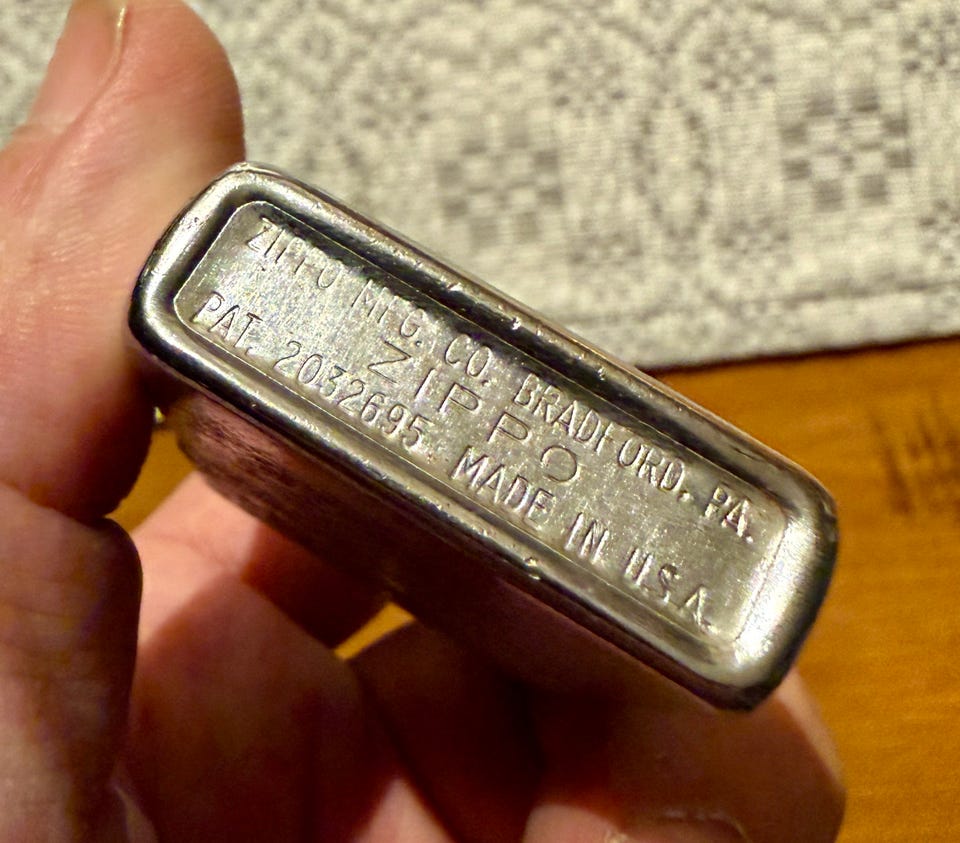 ZIPPO MFG. CO. BRADFORD, PA.
ZIPPO
PAT. 2032695 MADE IN U.S.A.